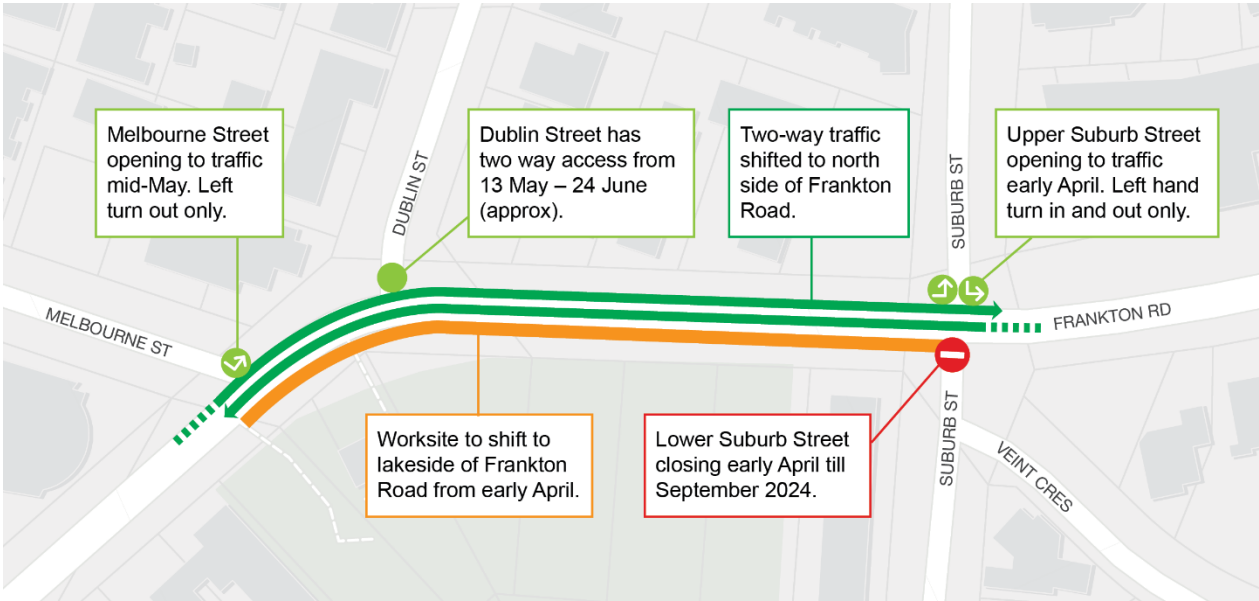 Melbourne Street
opening to traffic
mid-May. Left
turn out only.
Dublin Street has
two way access from
13 May – 24 June
(approx).
Two-way traffic
shifted to north
side of Frankton
Road.
Upper Suburb Street
opening to traffic
early April. Left hand
turn in and out only.
DUBLIN ST
SUBURB ST
MELBOURNE ST
FRANKTON RD
Worksite to shift to
lakeside of Frankton
Road from early April.
Lower Suburb Street
closing early April till
September 2024.
SUBURB ST
VEINT CRES